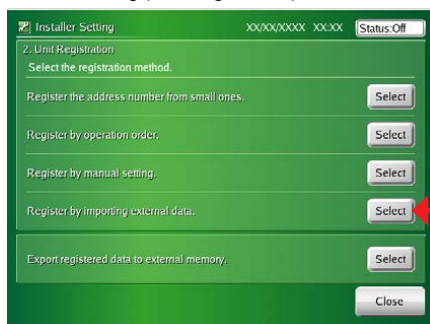 Installer Setting XX/XX/XXXX XX:XX Status:Off
2. Unit Registration
Select the registration method.
Register the address number from small ones. Select
Register by operation order. Select
Register by manual setting. Select
Register by importing external data. Select
Export registered data to external memory. Select
Close